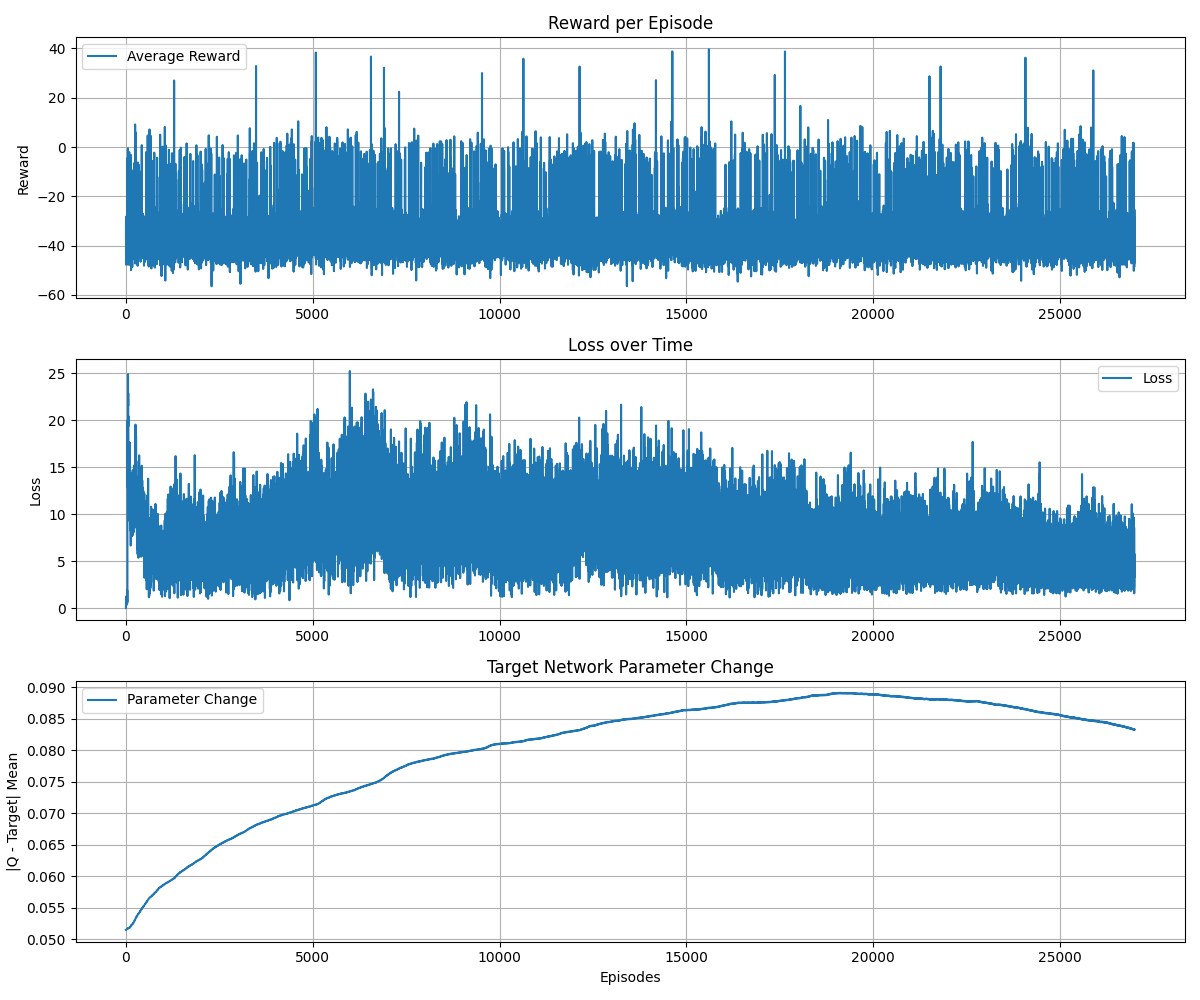 Reward per Episode
Average Reward
Reward
40
20
0
−20
−40
−60
0 5000 10000 15000 20000 25000
Loss over Time
Loss
Loss
25
20
15
10
5
0
0 5000 10000 15000 20000 25000
Target Network Parameter Change
Parameter Change
|Q - Target| Mean
0.090
0.085
0.080
0.075
0.070
0.065
0.060
0.055
0.050
0 5000 10000 15000 20000 25000
Episodes